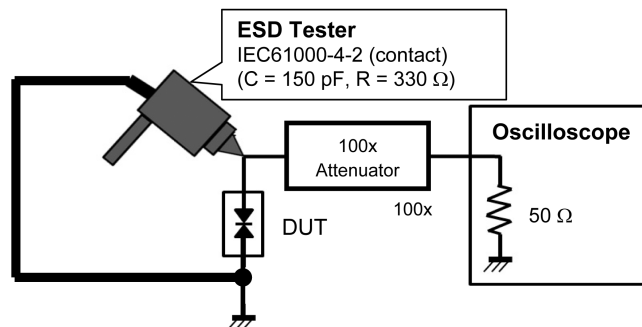 ESD Tester
IEC61000-4-2 (contact)
(C = 150 pF, R = 330 Ω)
100x
Attenuator
100x
Oscilloscope
50 Ω
DUT